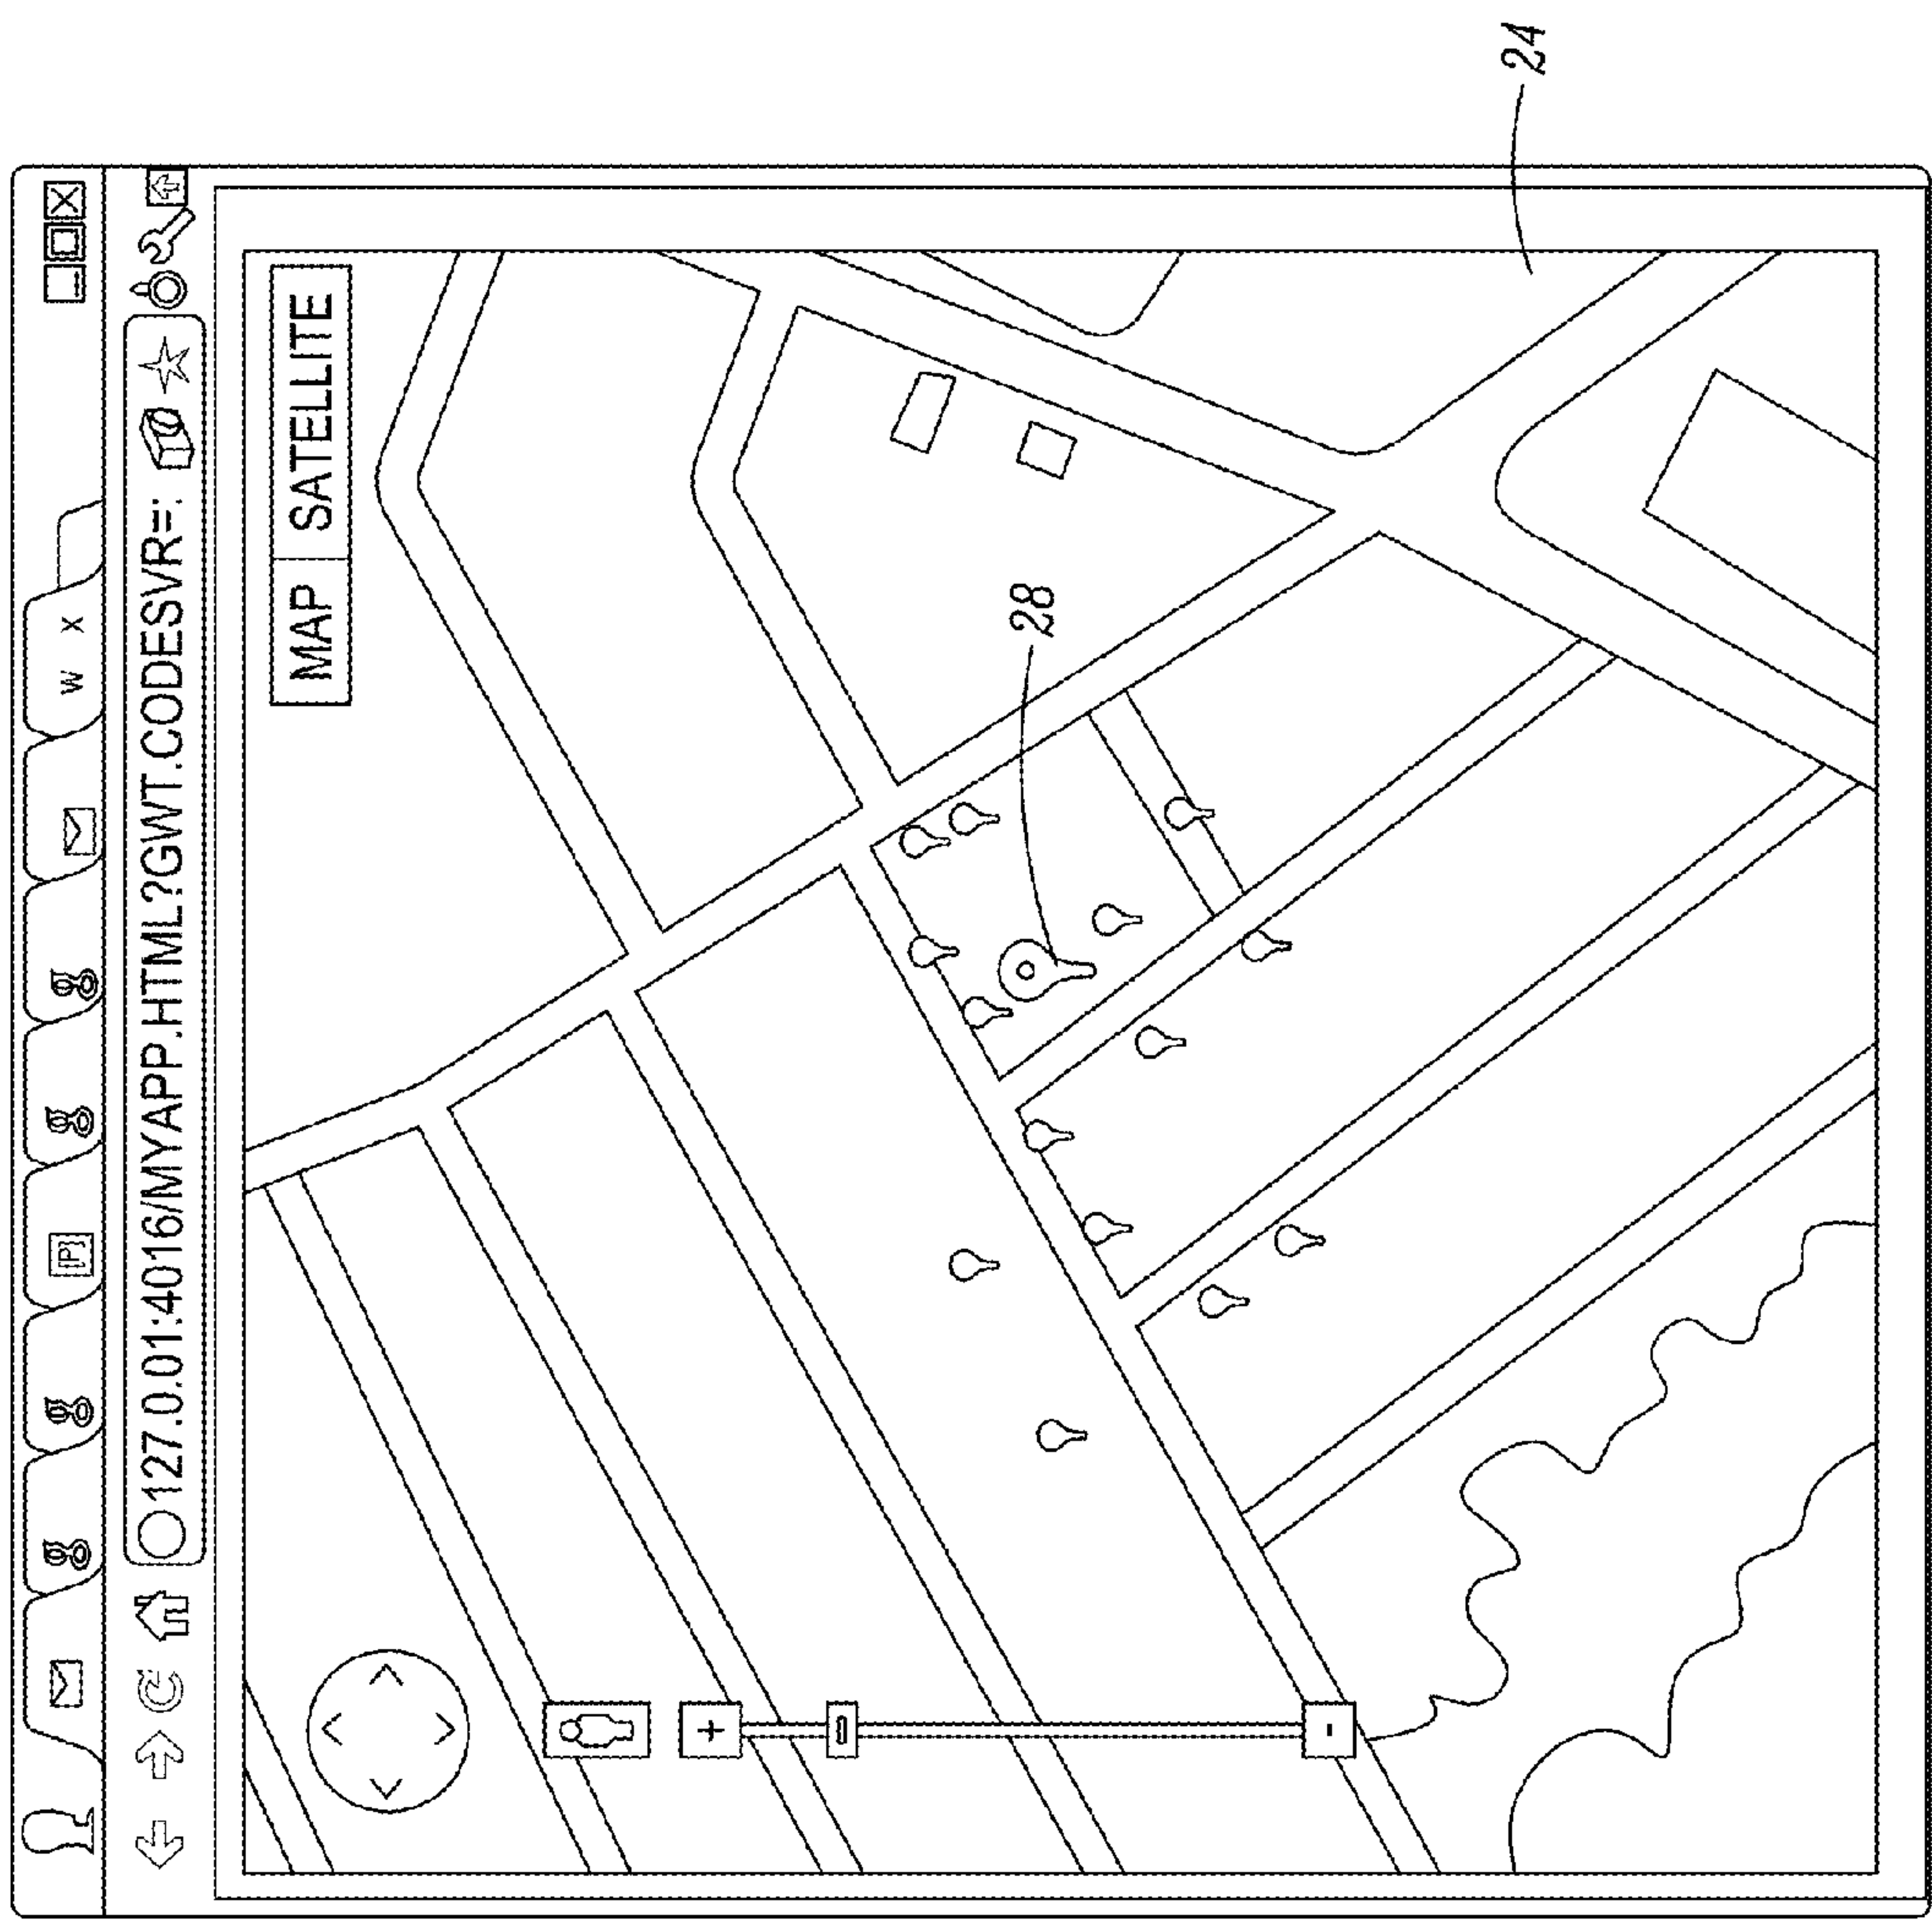 W X
127.0.01:4016/MYAPP.HTML?GWT.CODESVR=:
MAP SATELLITE
24
28
[P]
+
-